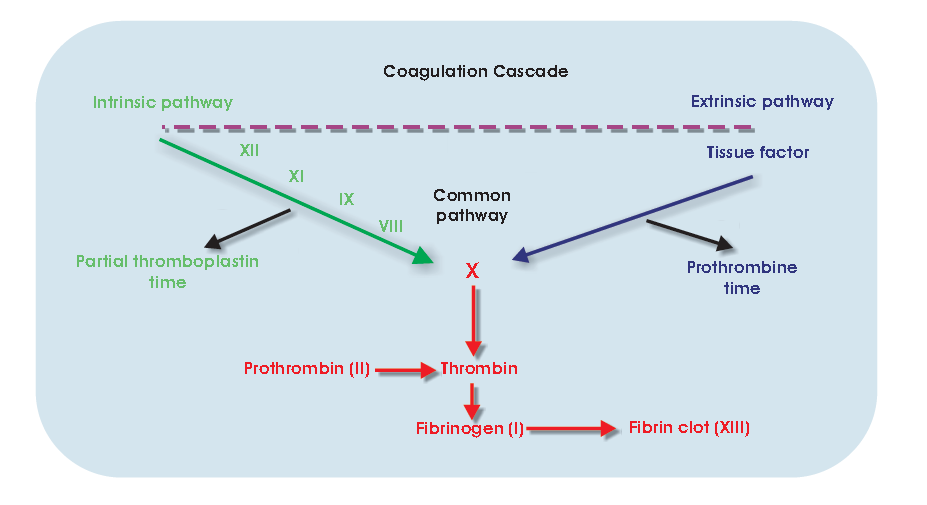 Coagulation Cascade
Intrinsic pathway
Extrinsic pathway
XII
Tissue factor
XI
IX
Common
pathway
VIII
Partial thromboplastin
time
X
Prothrombine
time
Prothrombin (II)
Thrombin
Fibrinogen (I)
Fibrin clot (XIII)